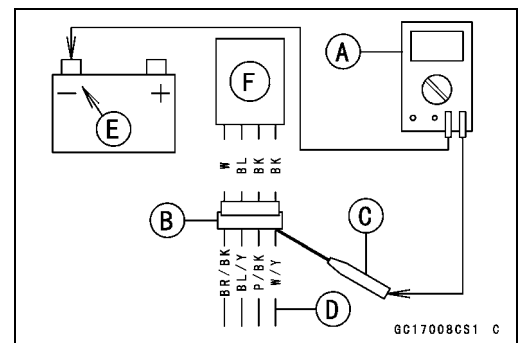 A
F
− +
E
W BL BK BK
B
C
BR/BK BL/Y P/BK W/Y
D
GC17008CS1 C